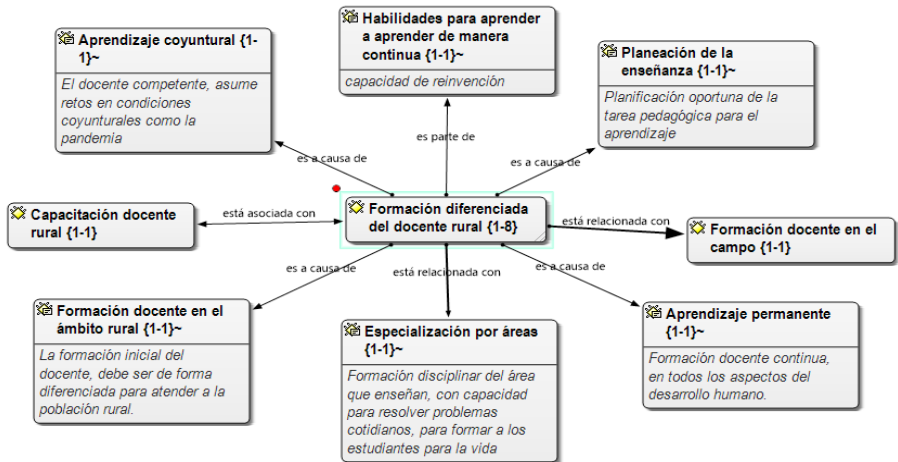 Aprendizaje coyuntural {1-
1}~
El docente competente, asume
retos en condiciones
coyunturales como la
pandemia
Habilidades para aprender
a aprender de manera
continua {1-1}~
capacidad de reinvención
Planeación de la
enseñanza {1-1}~
Planificación oportuna de la
tarea pedagógica para el
aprendizaje
es a causa de
es parte de
es a causa de
Capacitación docente
rural {1-1}
está asociada con
Formación diferenciada
del docente rural {1-8}
está relacionada con
Formación docente en el
campo {1-1}
es a causa de
está relacionada con
es a causa de
Formación docente en el
ámbito rural {1-1}~
La formación inicial del
docente, debe ser de forma
diferenciada para atender a la
población rural.
Especialización por áreas
{1-1}~
Formación disciplinar del área
que enseñan, con capacidad
para resolver problemas
cotidianos, para formar a los
estudiantes para la vida
Aprendizaje permanente
{1-1}~
Formación docente continua,
en todos los aspectos del
desarrollo humano.